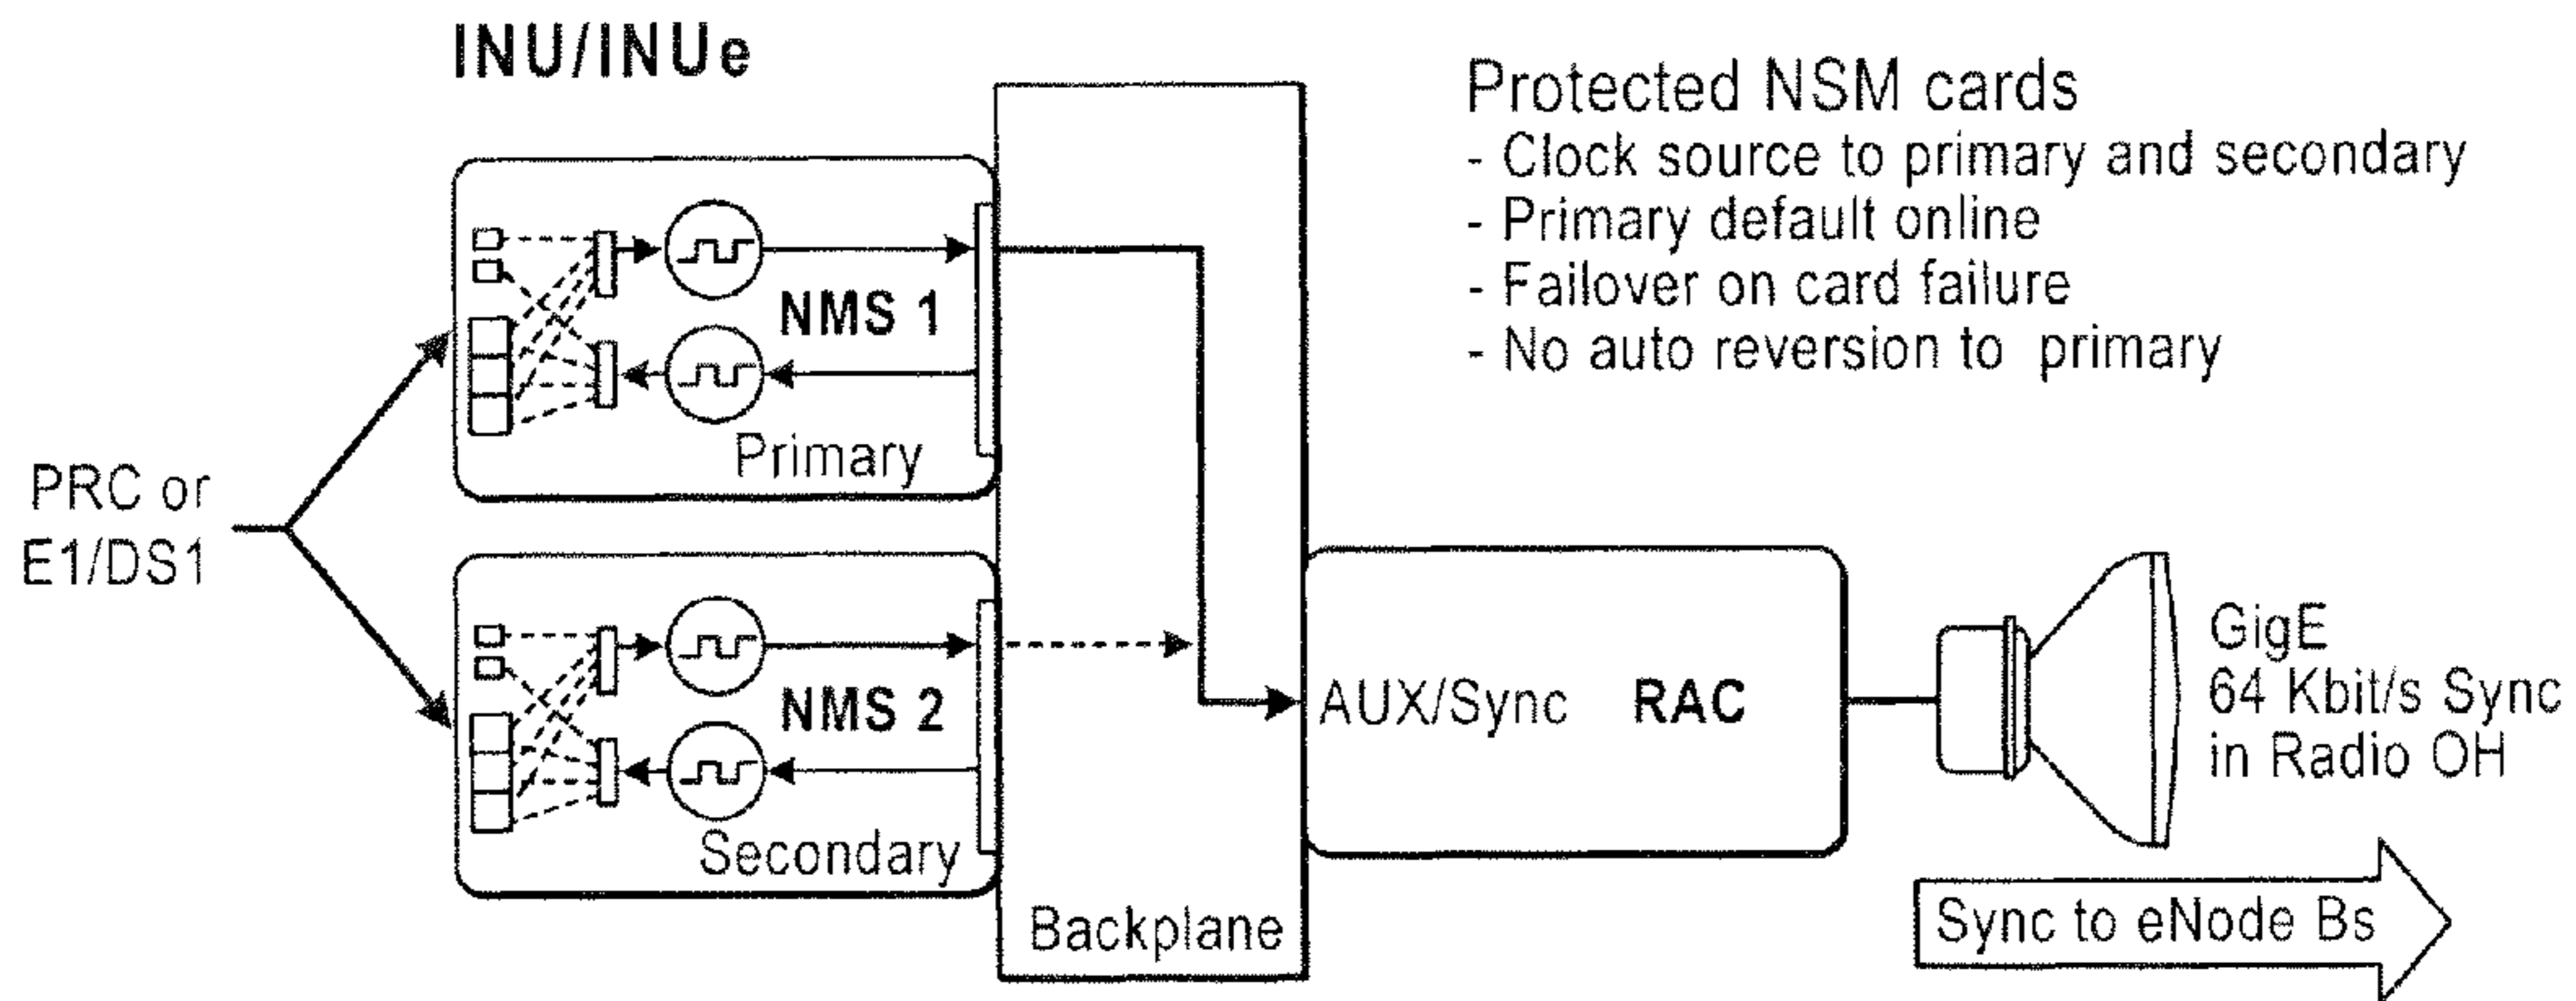 INU/INUe
Protected NSM cards
- Clock source to primary and secondary
- Primary default online
- Failover on card failure
- No auto reversion to primary
NMS 1
Primary
PRC or
E1/DS1
NMS 2
Secondary
Backplane
AUX/Sync RAC
GigE
64 Kbit/s Sync
in Radio OH
Sync to eNode Bs